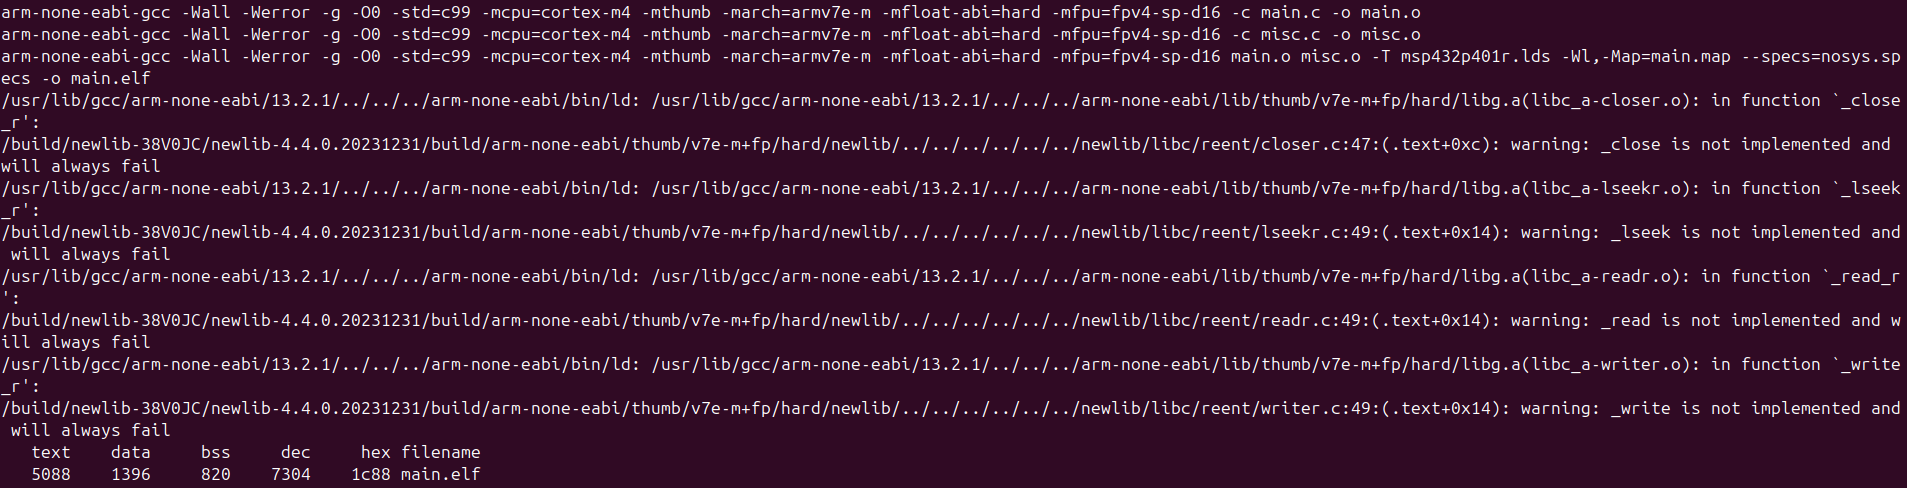 arm-none-eabi-gcc -Wall -Werror -g -O0 -std=c99 -mcpu=cortex-m4 -mthumb -march=armv7e-m -mfloat-abi=hard -mfpu=fpv4-sp-d16 -c main.c -o main.o
arm-none-eabi-gcc -Wall -Werror -g -O0 -std=c99 -mcpu=cortex-m4 -mthumb -march=armv7e-m -mfloat-abi=hard -mfpu=fpv4-sp-d16 -c misc.c -o misc.o
arm-none-eabi-gcc -Wall -Werror -g -O0 -std=c99 -mcpu=cortex-m4 -mthumb -march=armv7e-m -mfloat-abi=hard -mfpu=fpv4-sp-d16 main.o misc.o -T msp432p401r.lds -Wl,-Map=main.map --specs=nosys.sp
ecs -o main.elf
/usr/lib/gcc/arm-none-eabi/13.2.1/../../../arm-none-eabi/bin/ld: /usr/lib/gcc/arm-none-eabi/13.2.1/../../../arm-none-eabi/lib/thumb/v7e-m+fp/hard/libg.a(libc_a-closer.o): in function `_close
_r':
/build/newlib-38V0JC/newlib-4.4.0.20231231/build/arm-none-eabi/thumb/v7e-m+fp/hard/newlib/../../../../../../newlib/libc/reent/closer.c:47:(.text+0xc): warning: _close is not implemented and
will always fail
/usr/lib/gcc/arm-none-eabi/13.2.1/../../../arm-none-eabi/bin/ld: /usr/lib/gcc/arm-none-eabi/13.2.1/../../../arm-none-eabi/lib/thumb/v7e-m+fp/hard/libg.a(libc_a-lseekr.o): in function `_lseek
_r':
/build/newlib-38V0JC/newlib-4.4.0.20231231/build/arm-none-eabi/thumb/v7e-m+fp/hard/newlib/../../../../../../newlib/libc/reent/lseekr.c:49:(.text+0x14): warning: _lseek is not implemented and
 will always fail
/usr/lib/gcc/arm-none-eabi/13.2.1/../../../arm-none-eabi/bin/ld: /usr/lib/gcc/arm-none-eabi/13.2.1/../../../arm-none-eabi/lib/thumb/v7e-m+fp/hard/libg.a(libc_a-readr.o): in function `_read_r
':
/build/newlib-38V0JC/newlib-4.4.0.20231231/build/arm-none-eabi/thumb/v7e-m+fp/hard/newlib/../../../../../../newlib/libc/reent/readr.c:49:(.text+0x14): warning: _read is not implemented and w
ill always fail
/usr/lib/gcc/arm-none-eabi/13.2.1/../../../arm-none-eabi/bin/ld: /usr/lib/gcc/arm-none-eabi/13.2.1/../../../arm-none-eabi/lib/thumb/v7e-m+fp/hard/libg.a(libc_a-writer.o): in function `_write
_r':
/build/newlib-38V0JC/newlib-4.4.0.20231231/build/arm-none-eabi/thumb/v7e-m+fp/hard/newlib/../../../../../../newlib/libc/reent/writer.c:49:(.text+0x14): warning: _write is not implemented and
 will always fail
   text    data     bss     dec     hex filename
   5088    1396     820    7304    1c88 main.elf